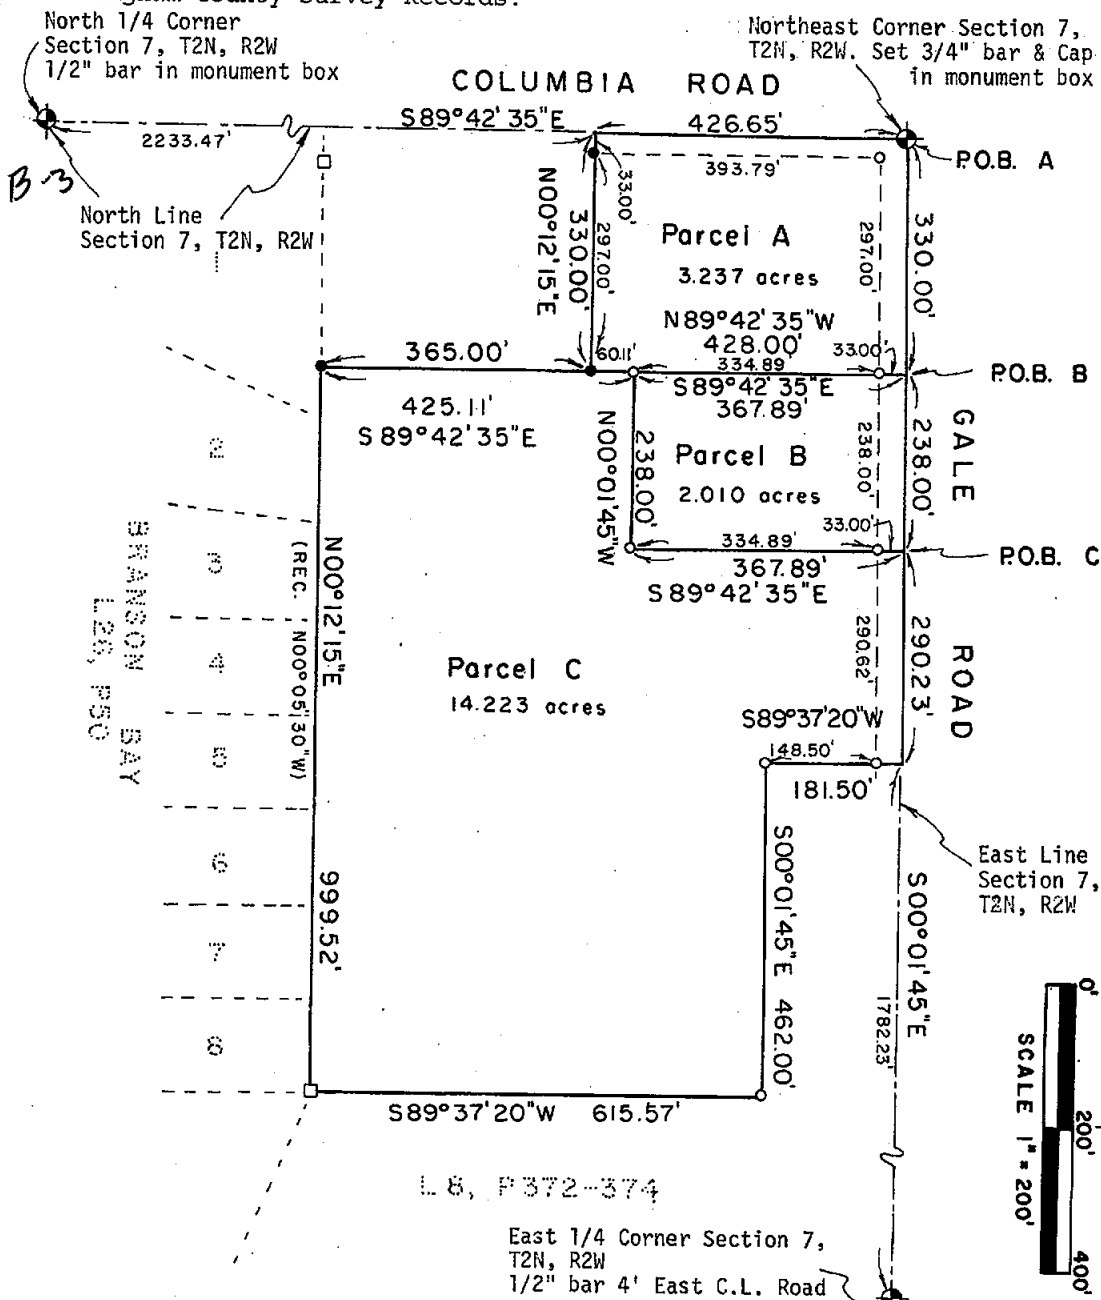 County Survey Records.
North 1/4 Corner
Section 7, T2N, R2W
1/2" bar in monument box
Northeast Corner Section 7,
T2N, R2W. Set 3/4" bar & Cap
in monument box
COLUMBIA ROAD
S89°42'35"E
426.65'
2233.47'
393.79'
P.O.B. A
B-3
North Line
Section 7, T2N, R2W
33.00'
N00°12'15"E
330.00'
297.00'
Parcel A
3.237 acres
297.00'
330.00'
N89°42'35"W
428.00'
365.00'
60.11'
334.89'
33.00'
P.O.B. B
S89°42'35"E
367.89'
425.11'
S89°42'35"E
N00°01'45"W
238.00'
Parcel B
2.010 acres
238.00'
238.00'
GALE
ROAD
334.89'
33.00'
P.O.B. C
367.89'
S89°42'35"E
2
3
4
5
6
7
8
BRANSON BAY
L26, P50
(REC. N00°05'30"W)
N00°12'15"E
999.52'
Parcel C
14.223 acres
290.62'
290.23'
S89°37'20"W
148.50'
181.50'
S00°01'45"E 462.00'
East Line
Section 7,
T2N, R2W
S00°01'45"E
1782.23'
S89°37'20"W 615.57'
L 8, P 372-374
0'
200'
400'
SCALE 1" = 200'
East 1/4 Corner Section 7,
T2N, R2W
1/2" bar 4' East C.L. Road